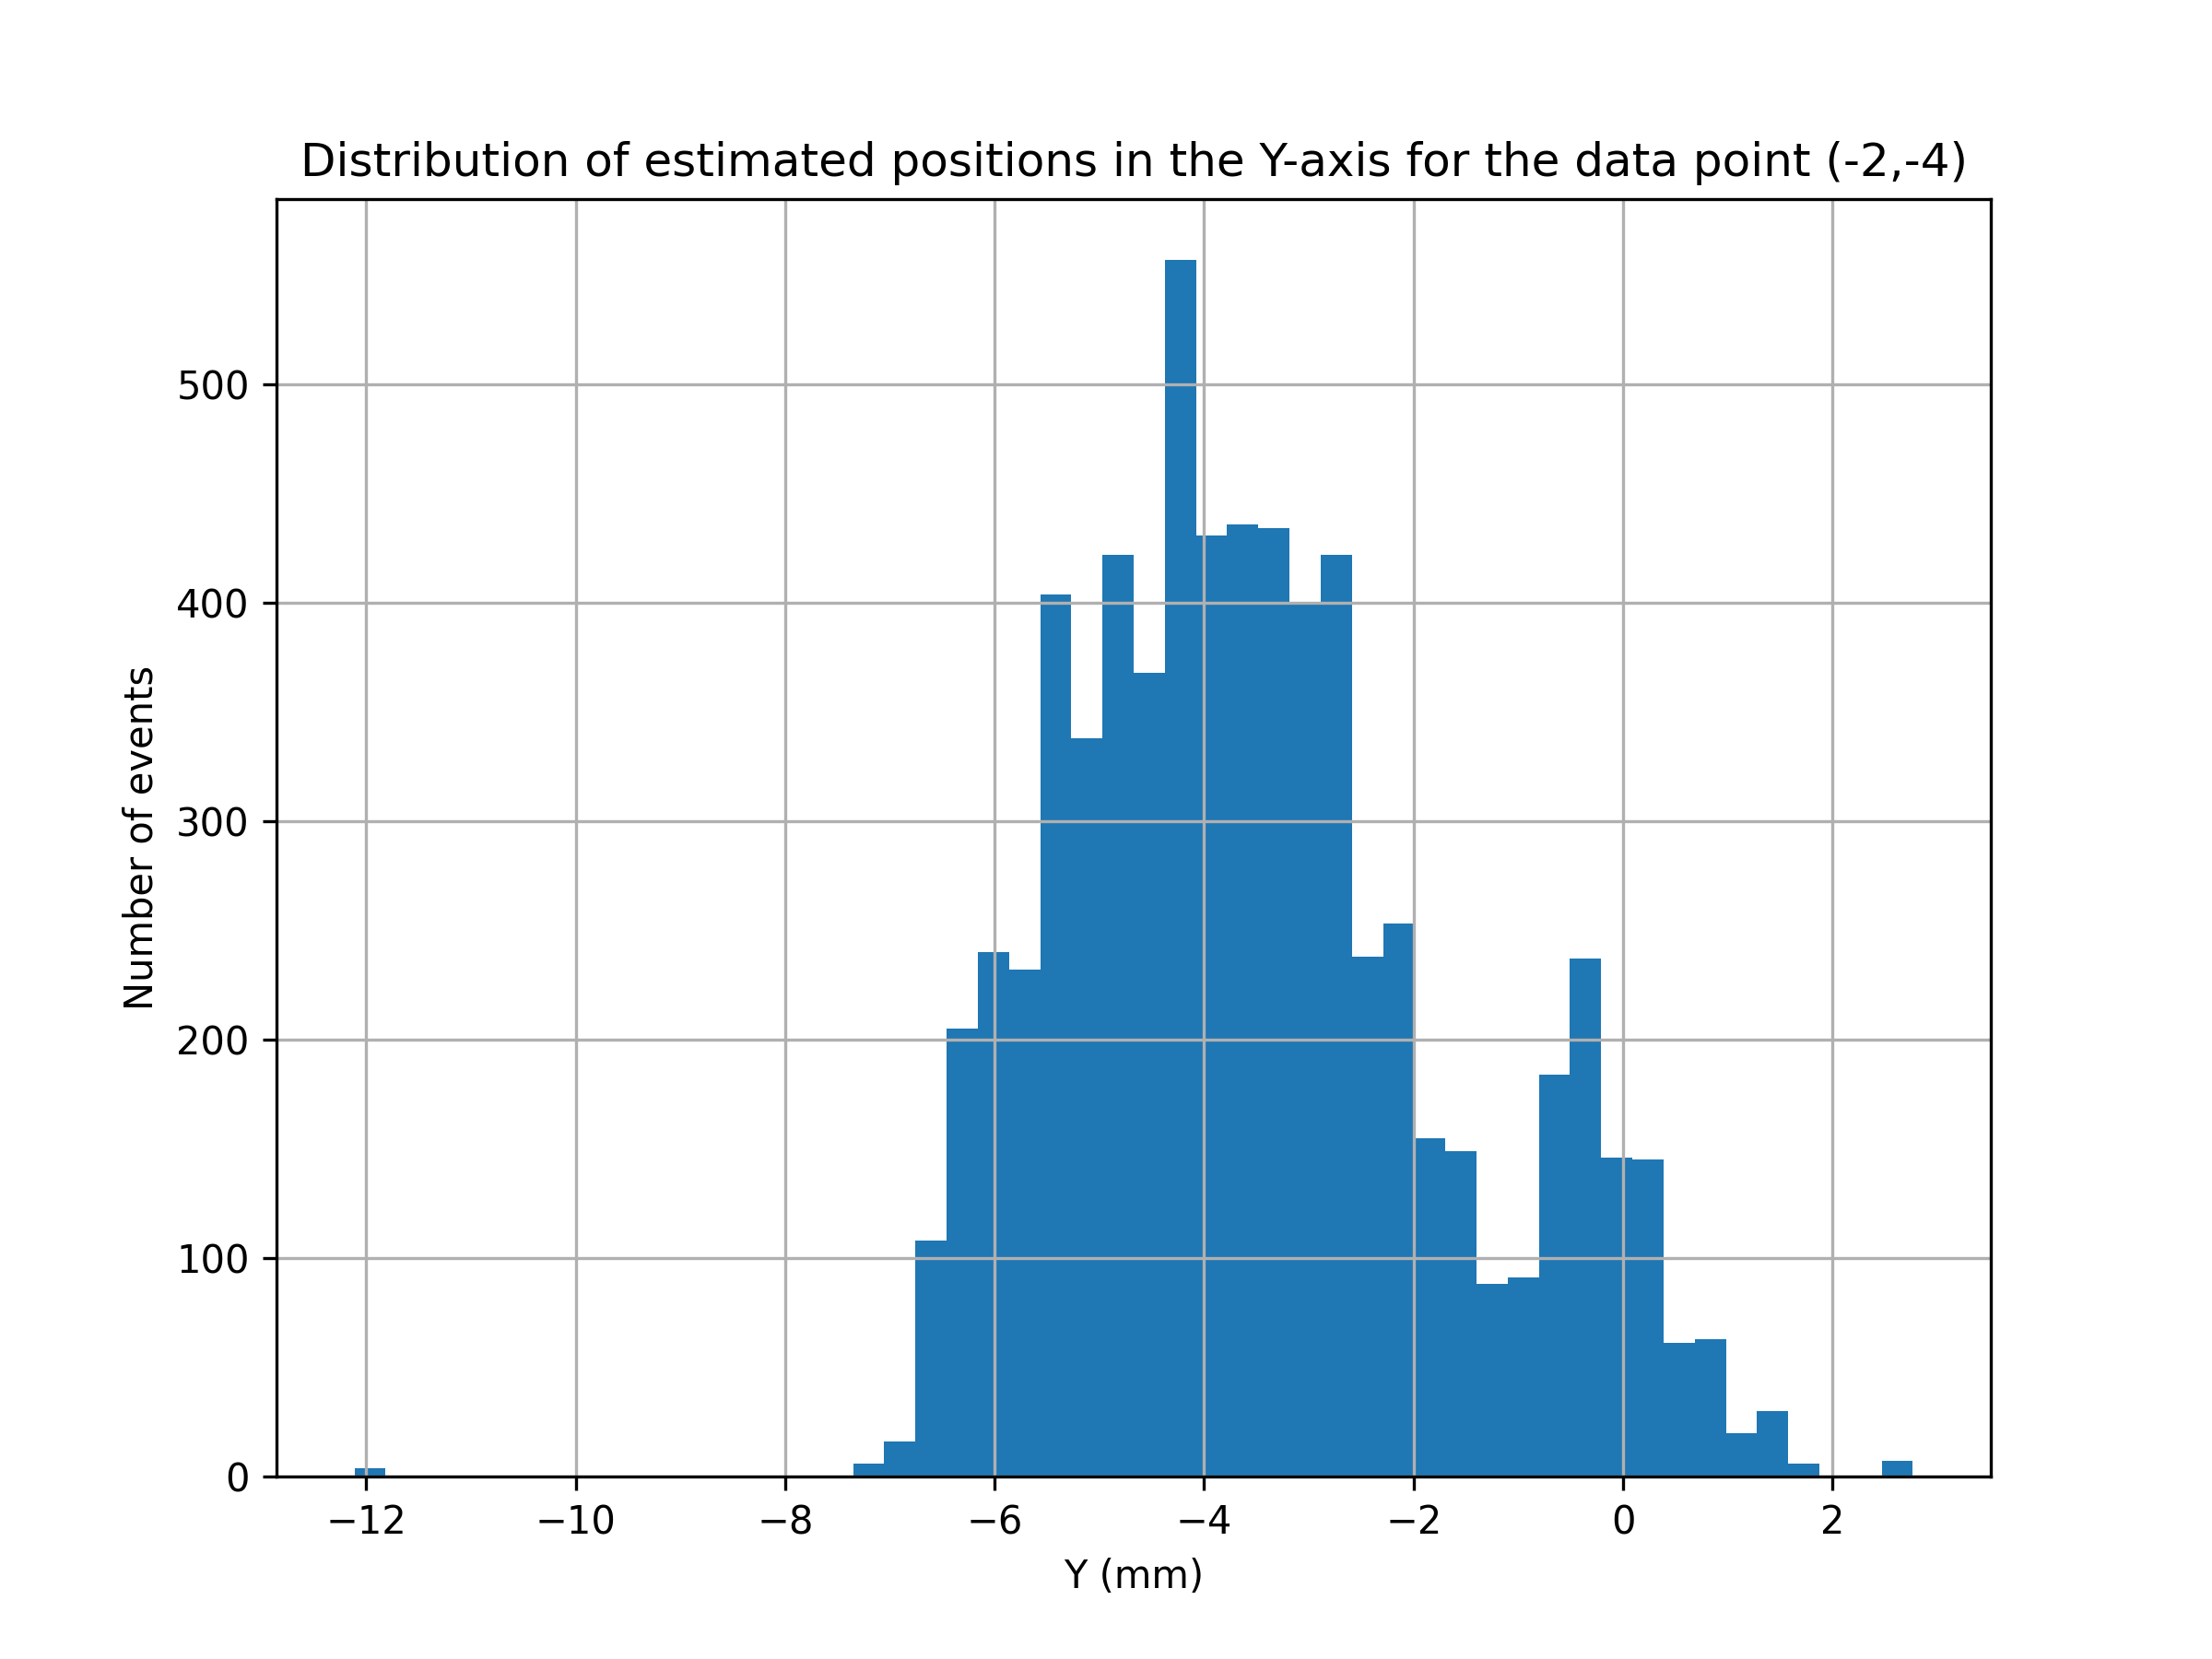 Distribution of estimated positions in the Y-axis for the data point (-2,-4)
500
400
300
200
100
0
Number of events
−12 −10 −8 −6 −4 −2 0 2
Y (mm)